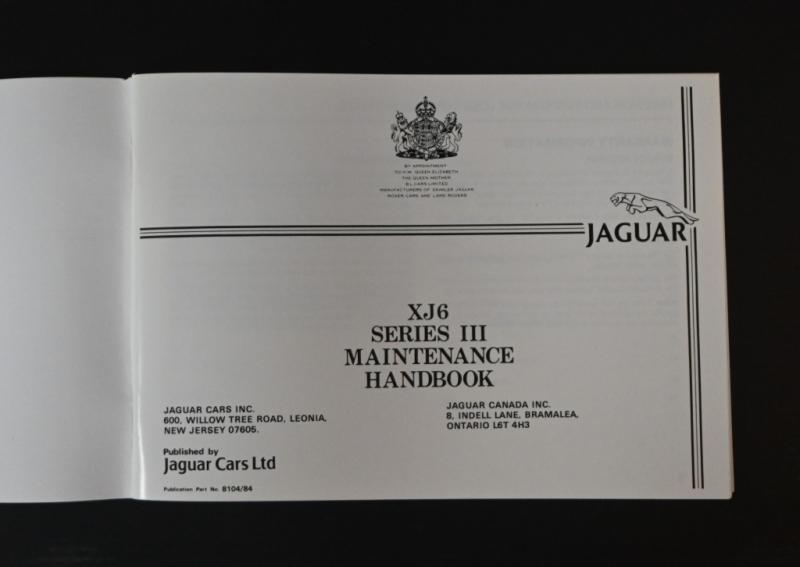 BY APPOINTMENT
TO H.M. QUEEN ELIZABETH
THE QUEEN MOTHER
B.L. CARS LIMITED
MANUFACTURERS OF DAIMLER JAGUAR
ROVER CARS AND LAND ROVERS
JAGUAR
XJ6
SERIES III
MAINTENANCE
HANDBOOK
JAGUAR CARS INC.
600, WILLOW TREE ROAD, LEONIA,
NEW JERSEY 07605.
JAGUAR CANADA INC.
8, INDELL LANE, BRAMALEA,
ONTARIO L6T 4H3
Published by
Jaguar Cars Ltd
Publication Part No. 8104/84